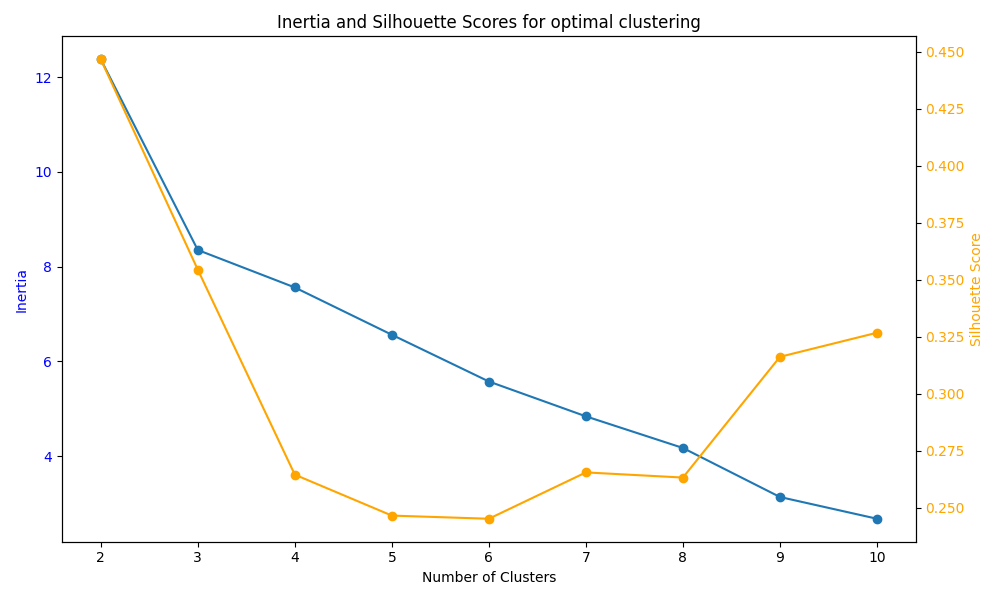 Inertia and Silhouette Scores for optimal clustering
Inertia
12
10
8
6
4
0.450
0.425
0.400
0.375
0.350
0.325
0.300
0.275
0.250
Silhouette Score
2 3 4 5 6 7 8 9 10
Number of Clusters